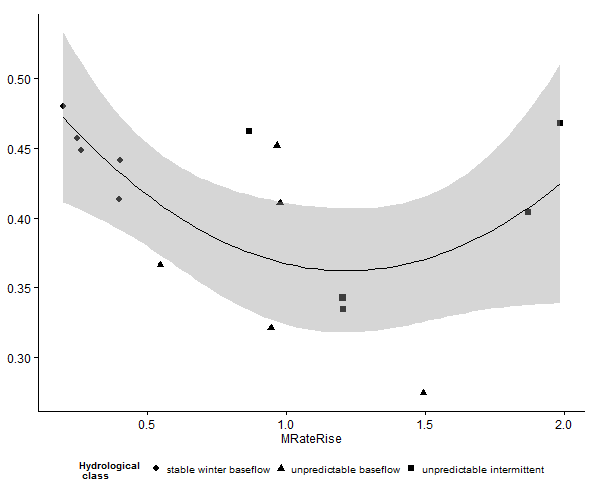 0.50
0.45
0.40
0.35
0.30
0.5 1.0 1.5 2.0
MRateRise
Hydrological
class
stable winter baseflow unpredictable baseflow unpredictable intermittent